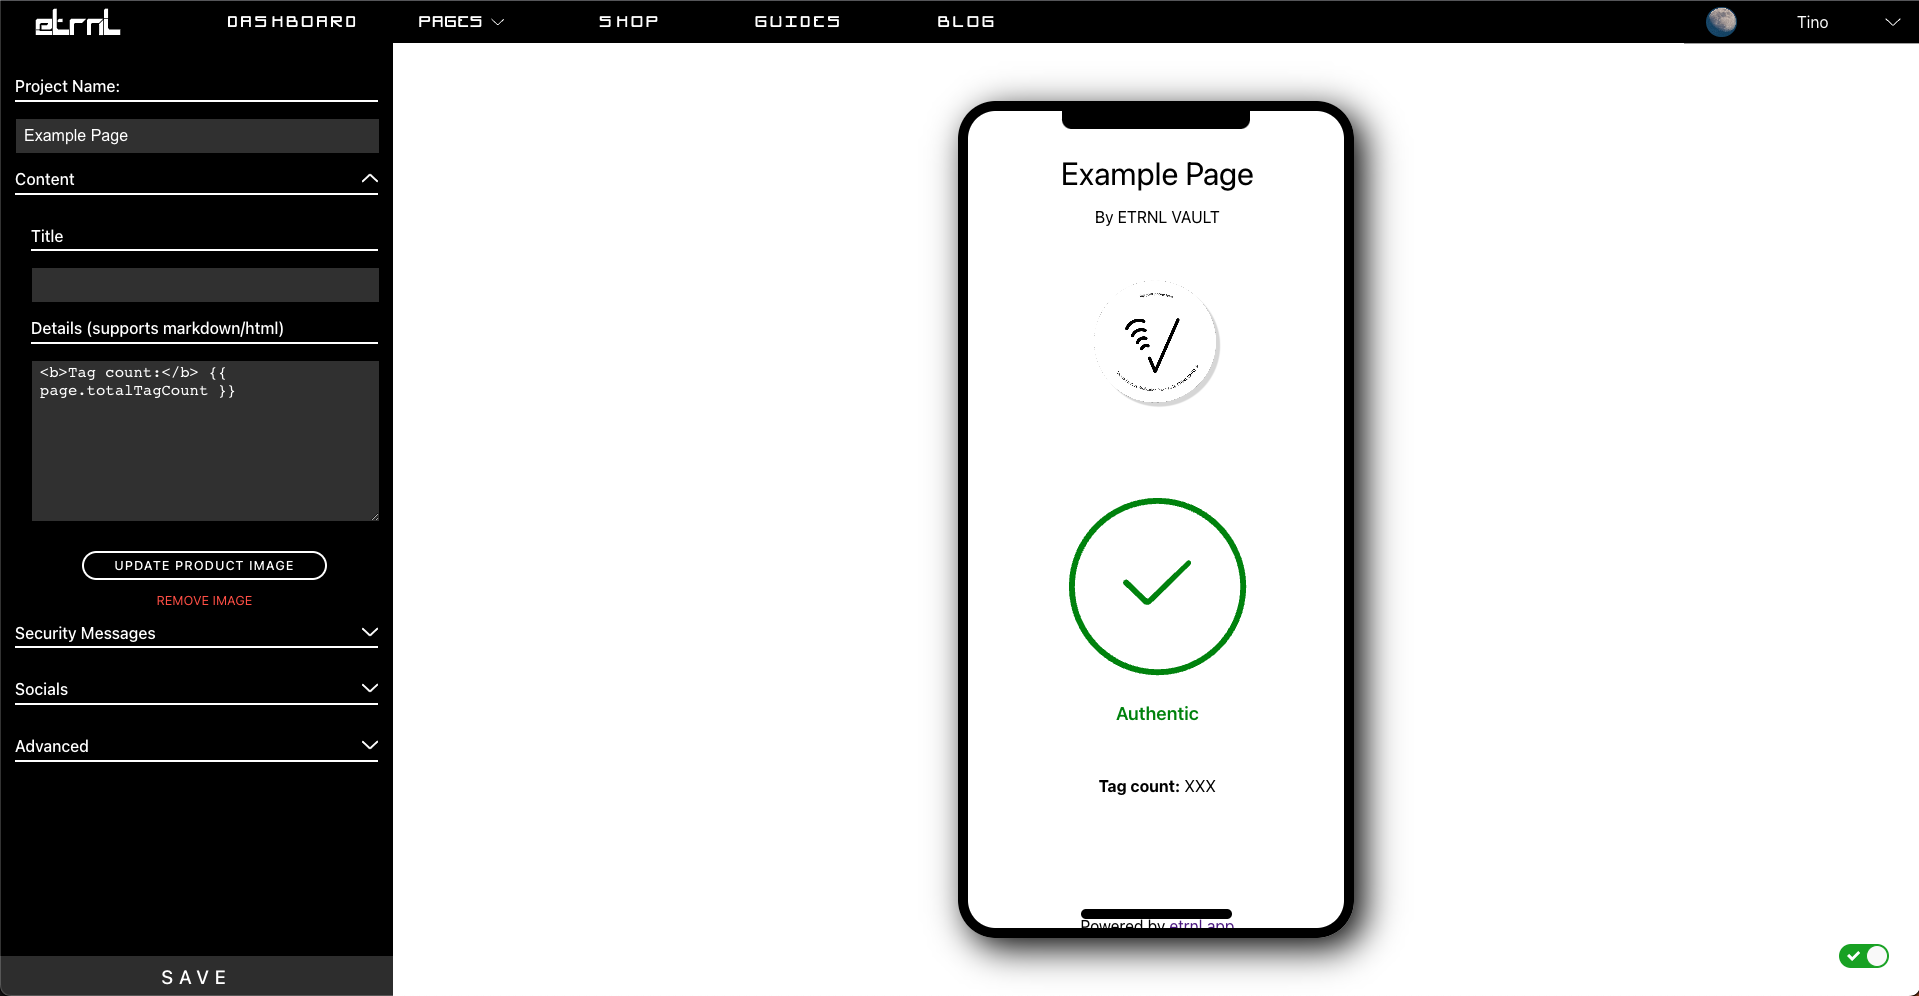 etrnl
DASHBOARD
PAGES
SHOP
GUIDES
BLOG
Tino
Project Name:
Example Page
Content
Title
Details (supports markdown/html)
<b>Tag count:</b> {{
page.totalTagCount }}
UPDATE PRODUCT IMAGE
REMOVE IMAGE
Security Messages
Socials
Advanced
SAVE
Example Page
By ETRNL VAULT
Authentic
Tag count: XXX
Powered by etrnl.app